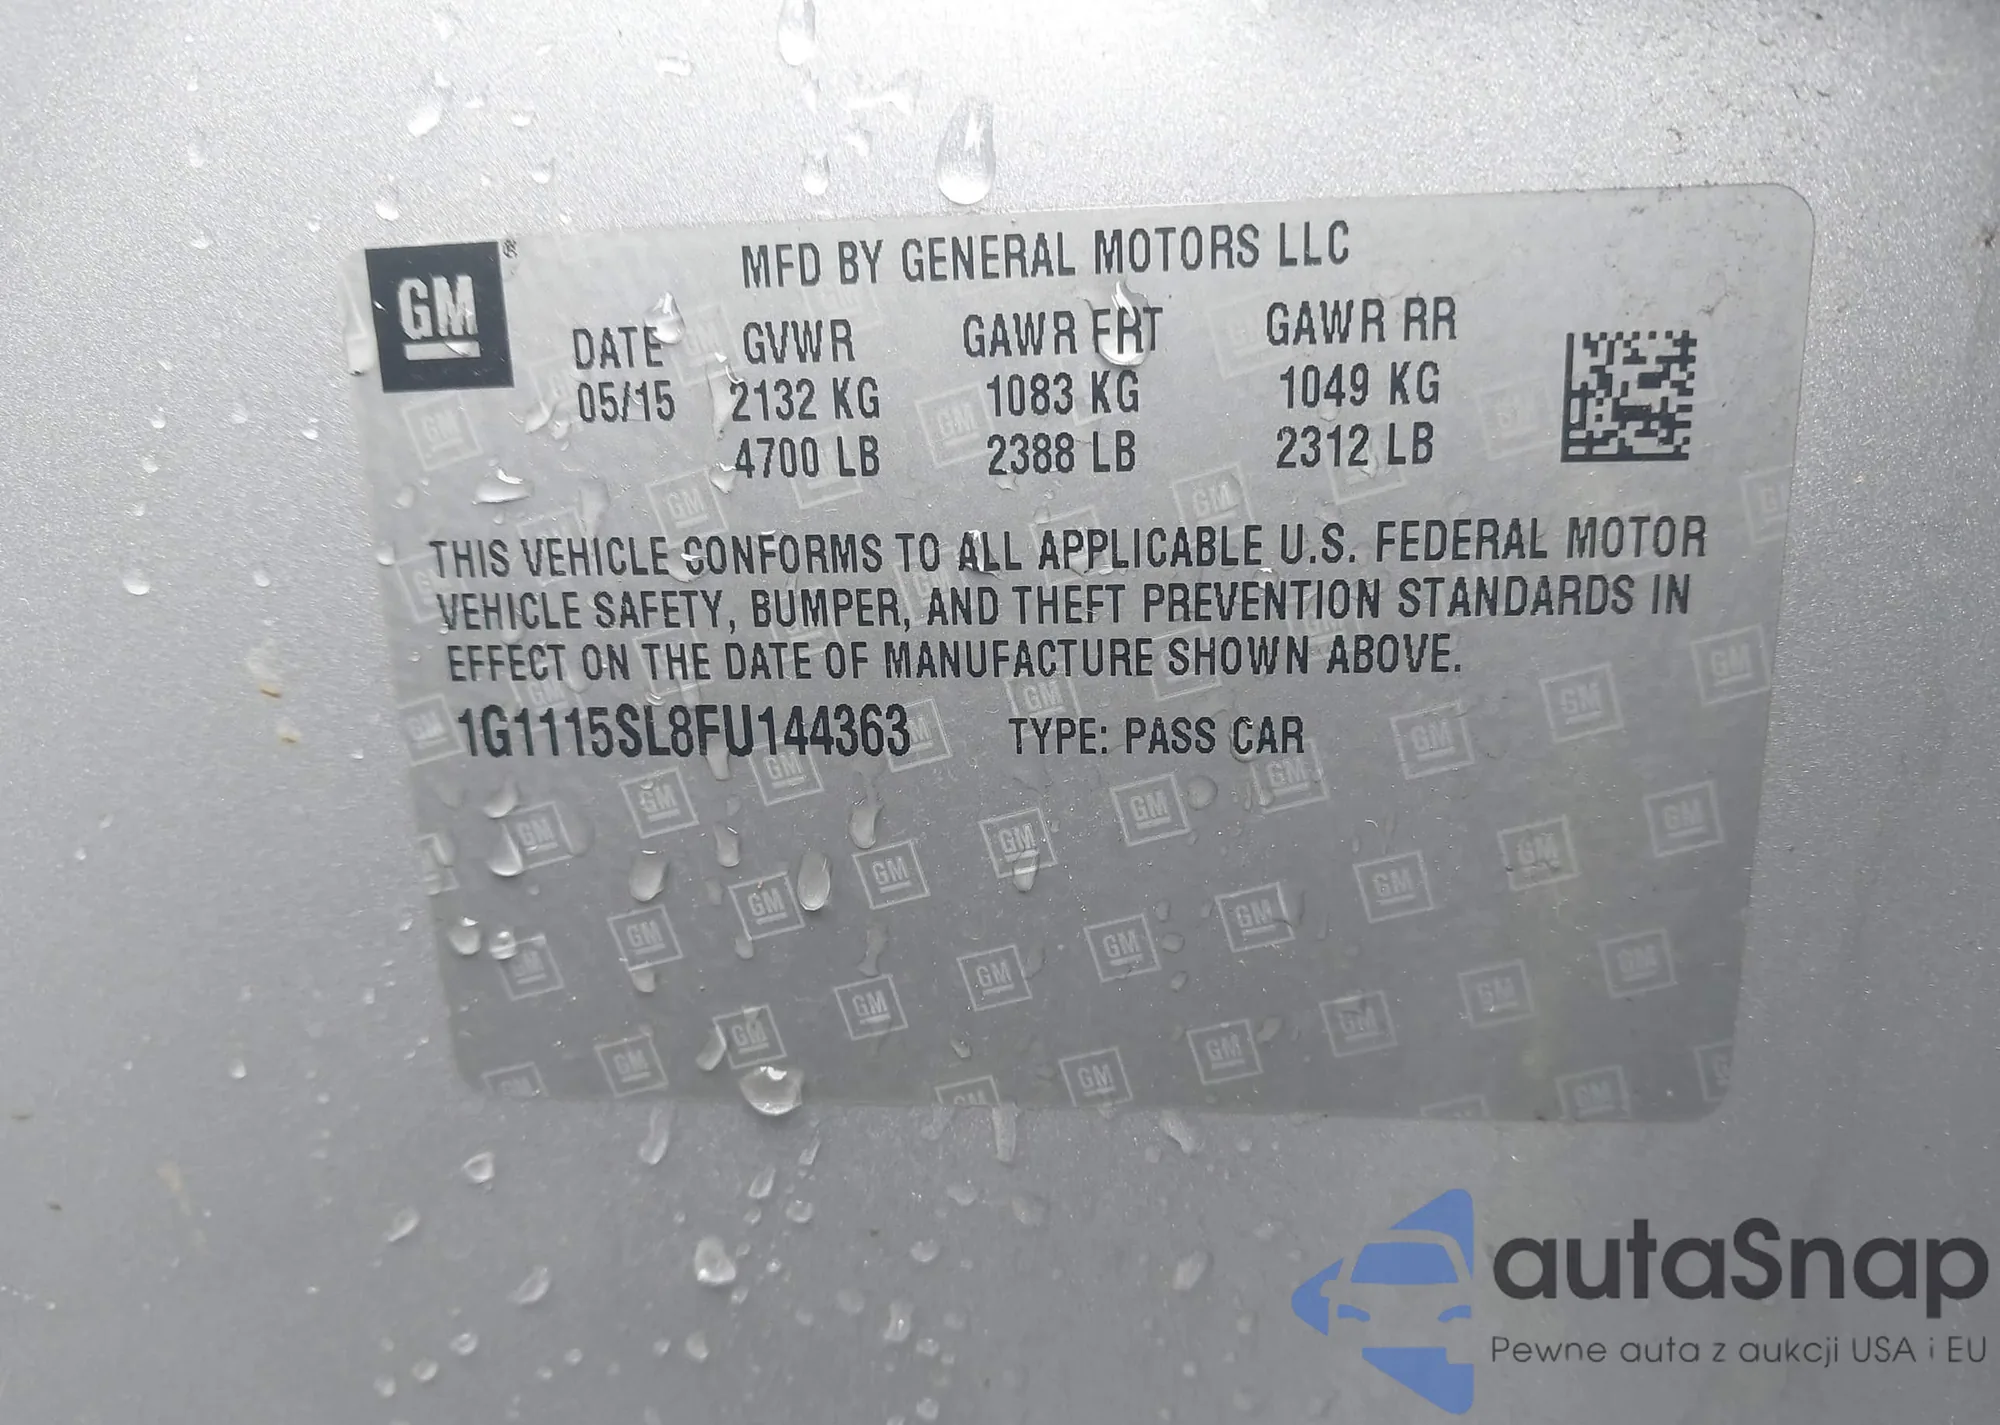 GM ®
MFD BY GENERAL MOTORS LLC
DATE GVWR GAWR FRT GAWR RR
05/15 2132 KG 1083 KG 1049 KG
4700 LB 2388 LB 2312 LB
THIS VEHICLE CONFORMS TO ALL APPLICABLE U.S. FEDERAL MOTOR
VEHICLE SAFETY, BUMPER, AND THEFT PREVENTION STANDARDS IN
EFFECT ON THE DATE OF MANUFACTURE SHOWN ABOVE.
1G1115SL8FU144363 TYPE: PASS CAR
autaSnap
Pewne auta z aukcji USA i EU